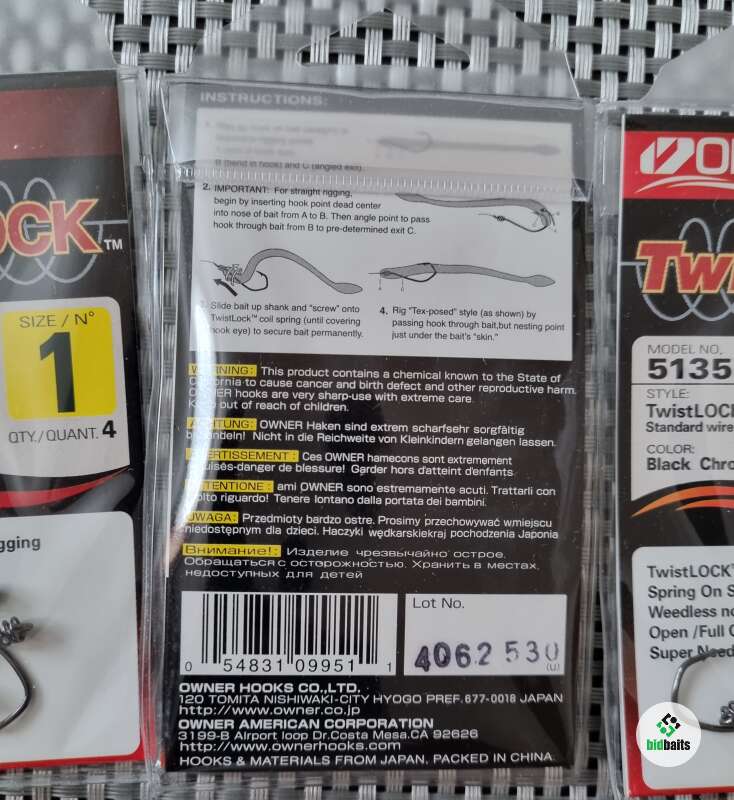 OCK™
SIZE / N°
1
QTY./QUANT. 4
gging
INSTRUCTIONS:
B (bend in hook) and C (angled exit).
2. IMPORTANT: For straight rigging,
begin by inserting hook point dead center
into nose of bait from A to B. Then angle point to pass
hook through bait from B to pre-determined exit C.
Slide bait up shank and "screw" onto
TwistLock™ coil spring (until covering
hook eye) to secure bait permanently.
4. Rig "Tex-posed" style (as shown) by
passing hook through bait,but nesting point
just under the bait's "skin."
WARNING: This product contains a chemical known to the State of
California to cause cancer and birth defect and other reproductive harm.
OWNER hooks are very sharp-use with extreme care.
Keep out of reach of children.
ACHTUNG: OWNER Haken sind extrem scharfsehr sorgfältig
behandeln! Nicht in die Reichweite von Kleinkindern gelangen lassen.
AVERTISSEMENT: Ces OWNER hamecons sont extremement
aiguisés-danger de blessure! Gerder hors d'atteint d'enfants.
ATTENTIONE: ami OWNER sono estremamente acuti. Trattarli con
molto riguardo! Tenere lontano dalla portata dei bambini.
UWAGA: Przedmioty bardzo ostre. Prosimy przechowywać wmiejscu
niedostępnym dla dzieci. Haczyki wędkarskiekraj pochodzenia Japonia
Внимание!: Изделие чрезвычайно острое.
Обращаться с осторожностью. Хранить в местах,
недоступных для детей
0 54831 09951 1
Lot No.
4062 530
(u)
OWNER HOOKS CO.,LTD.
120 TOMITA NISHIWAKI-CITY HYOGO PREF.677-0018 JAPAN
http://www.owner.co.jp
OWNER AMERICAN CORPORATION
3199-B Airport loop Dr.Costa Mesa.CA 92626
http://www.ownerhooks.com
HOOKS & MATERIALS FROM JAPAN, PACKED IN CHINA.
MODEL NO.
5135
STYLE:
TwistLOCK
Standard wire
COLOR:
Black Chro
TwistLOCK
Spring On S
Weedless no
Open /Full
Super Need
bidbaits